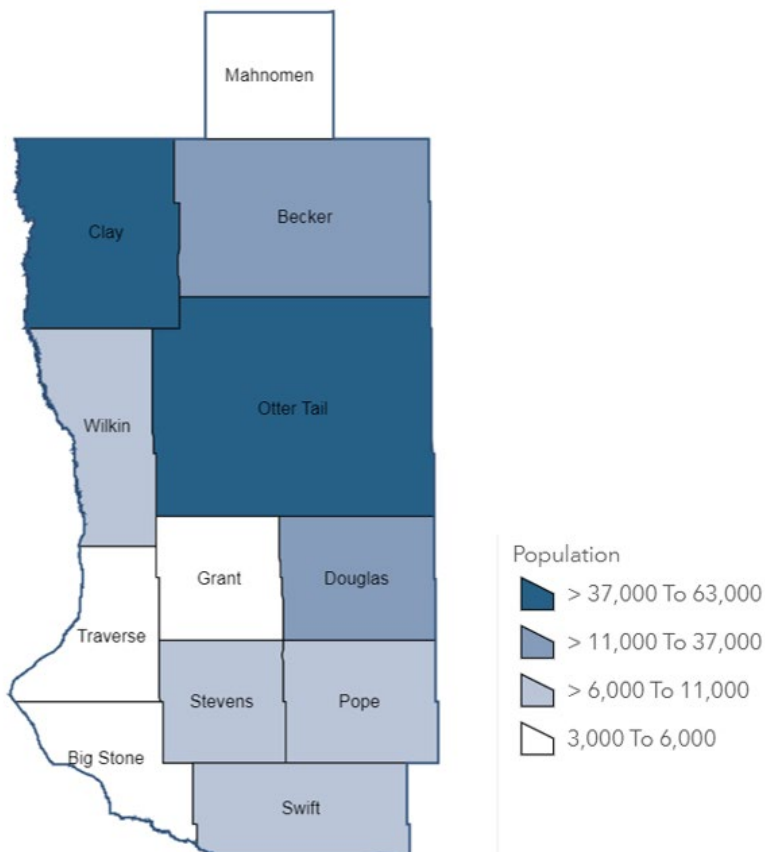 Mahnomen
Clay
Becker
Wilkin
Otter Tail
Grant
Douglas
Traverse
Stevens
Pope
Big Stone
Swift
Population
> 37,000 To 63,000
> 11,000 To 37,000
> 6,000 To 11,000
3,000 To 6,000